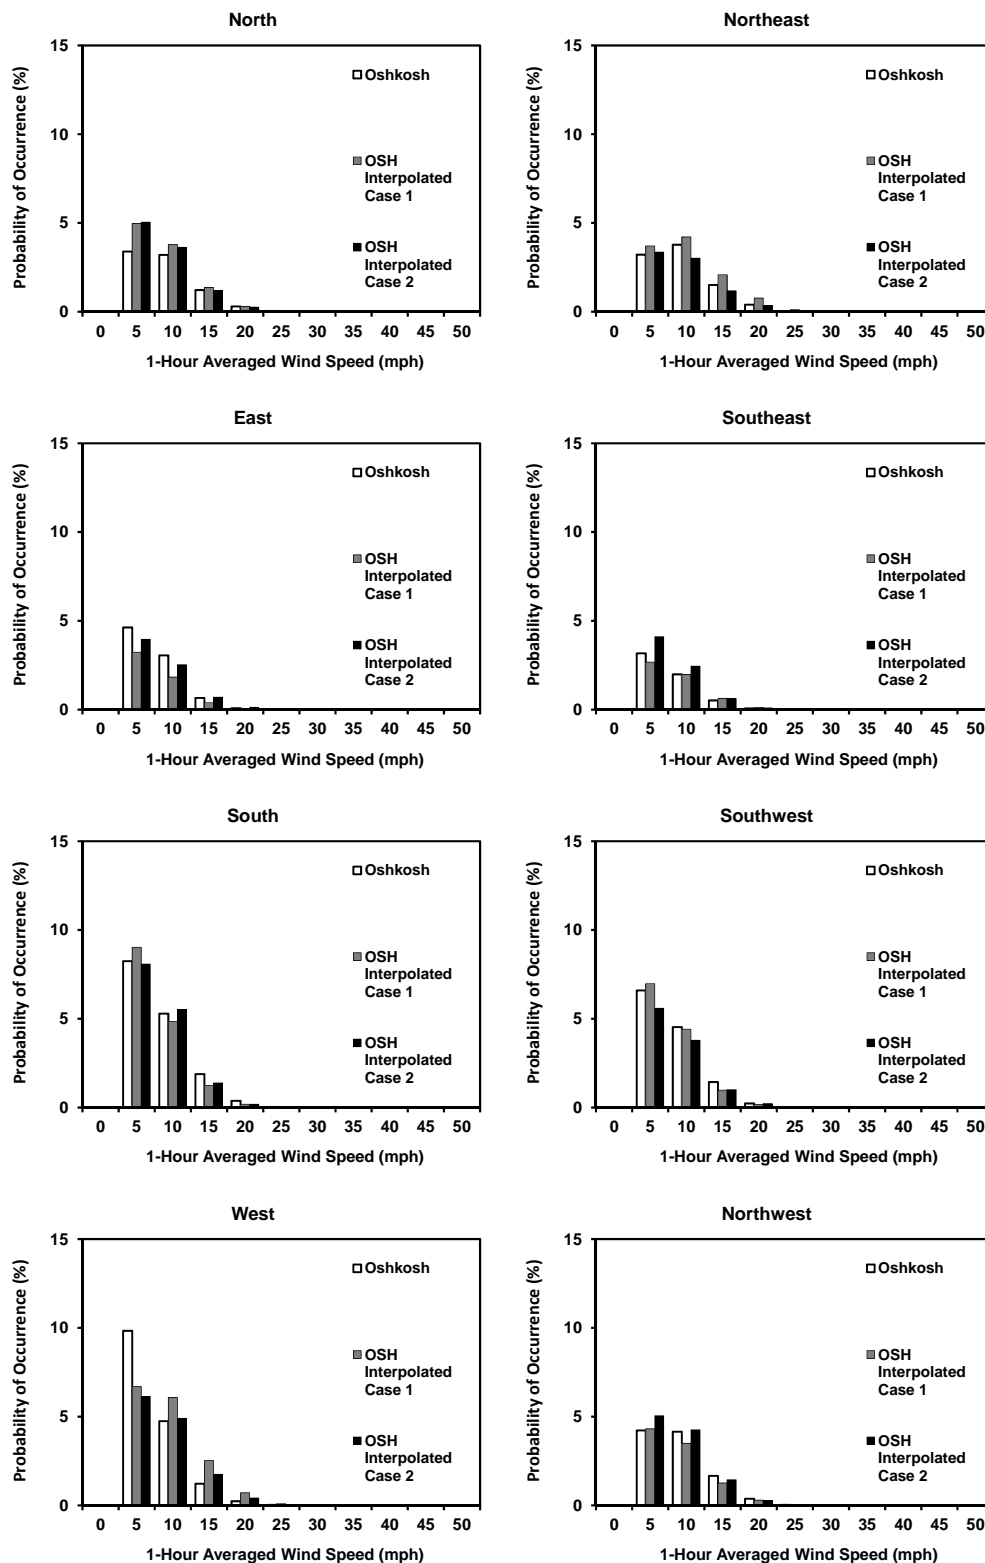 North
Probability of Occurrence (%)
15
10
5
0
Oshkosh
OSH
Interpolated
Case 1
OSH
Interpolated
Case 2
0 5 10 15 20 25 30 35 40 45 50
1-Hour Averaged Wind Speed (mph)
Northeast
Probability of Occurrence (%)
15
10
5
0
Oshkosh
OSH
Interpolated
Case 1
OSH
Interpolated
Case 2
0 5 10 15 20 25 30 35 40 45 50
1-Hour Averaged Wind Speed (mph)
East
Probability of Occurrence (%)
15
10
5
0
Oshkosh
OSH
Interpolated
Case 1
OSH
Interpolated
Case 2
0 5 10 15 20 25 30 35 40 45 50
1-Hour Averaged Wind Speed (mph)
Southeast
Probability of Occurrence (%)
15
10
5
0
Oshkosh
OSH
Interpolated
Case 1
OSH
Interpolated
Case 2
0 5 10 15 20 25 30 35 40 45 50
1-Hour Averaged Wind Speed (mph)
South
Probability of Occurrence (%)
15
10
5
0
Oshkosh
OSH
Interpolated
Case 1
OSH
Interpolated
Case 2
0 5 10 15 20 25 30 35 40 45 50
1-Hour Averaged Wind Speed (mph)
Southwest
Probability of Occurrence (%)
15
10
5
0
Oshkosh
OSH
Interpolated
Case 1
OSH
Interpolated
Case 2
0 5 10 15 20 25 30 35 40 45 50
1-Hour Averaged Wind Speed (mph)
West
Probability of Occurrence (%)
15
10
5
0
Oshkosh
OSH
Interpolated
Case 1
OSH
Interpolated
Case 2
0 5 10 15 20 25 30 35 40 45 50
1-Hour Averaged Wind Speed (mph)
Northwest
Probability of Occurrence (%)
15
10
5
0
Oshkosh
OSH
Interpolated
Case 1
OSH
Interpolated
Case 2
0 5 10 15 20 25 30 35 40 45 50
1-Hour Averaged Wind Speed (mph)